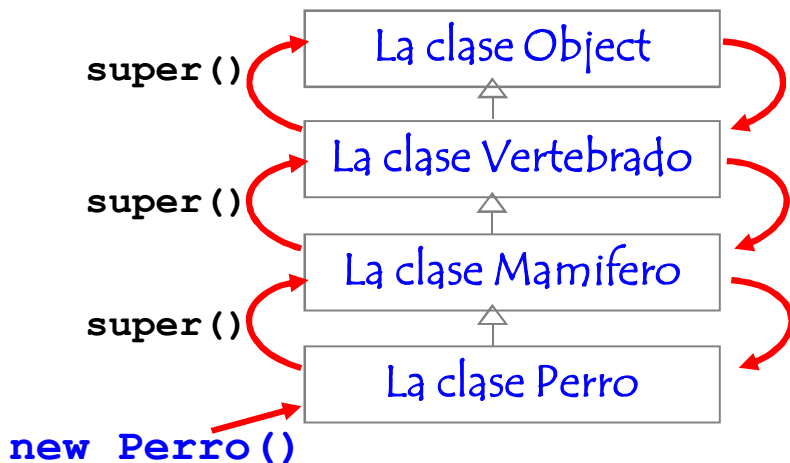 La clase Object
super()
La clase Vertebrado
super()
La clase Mamifero
super()
La clase Perro
new Perro()